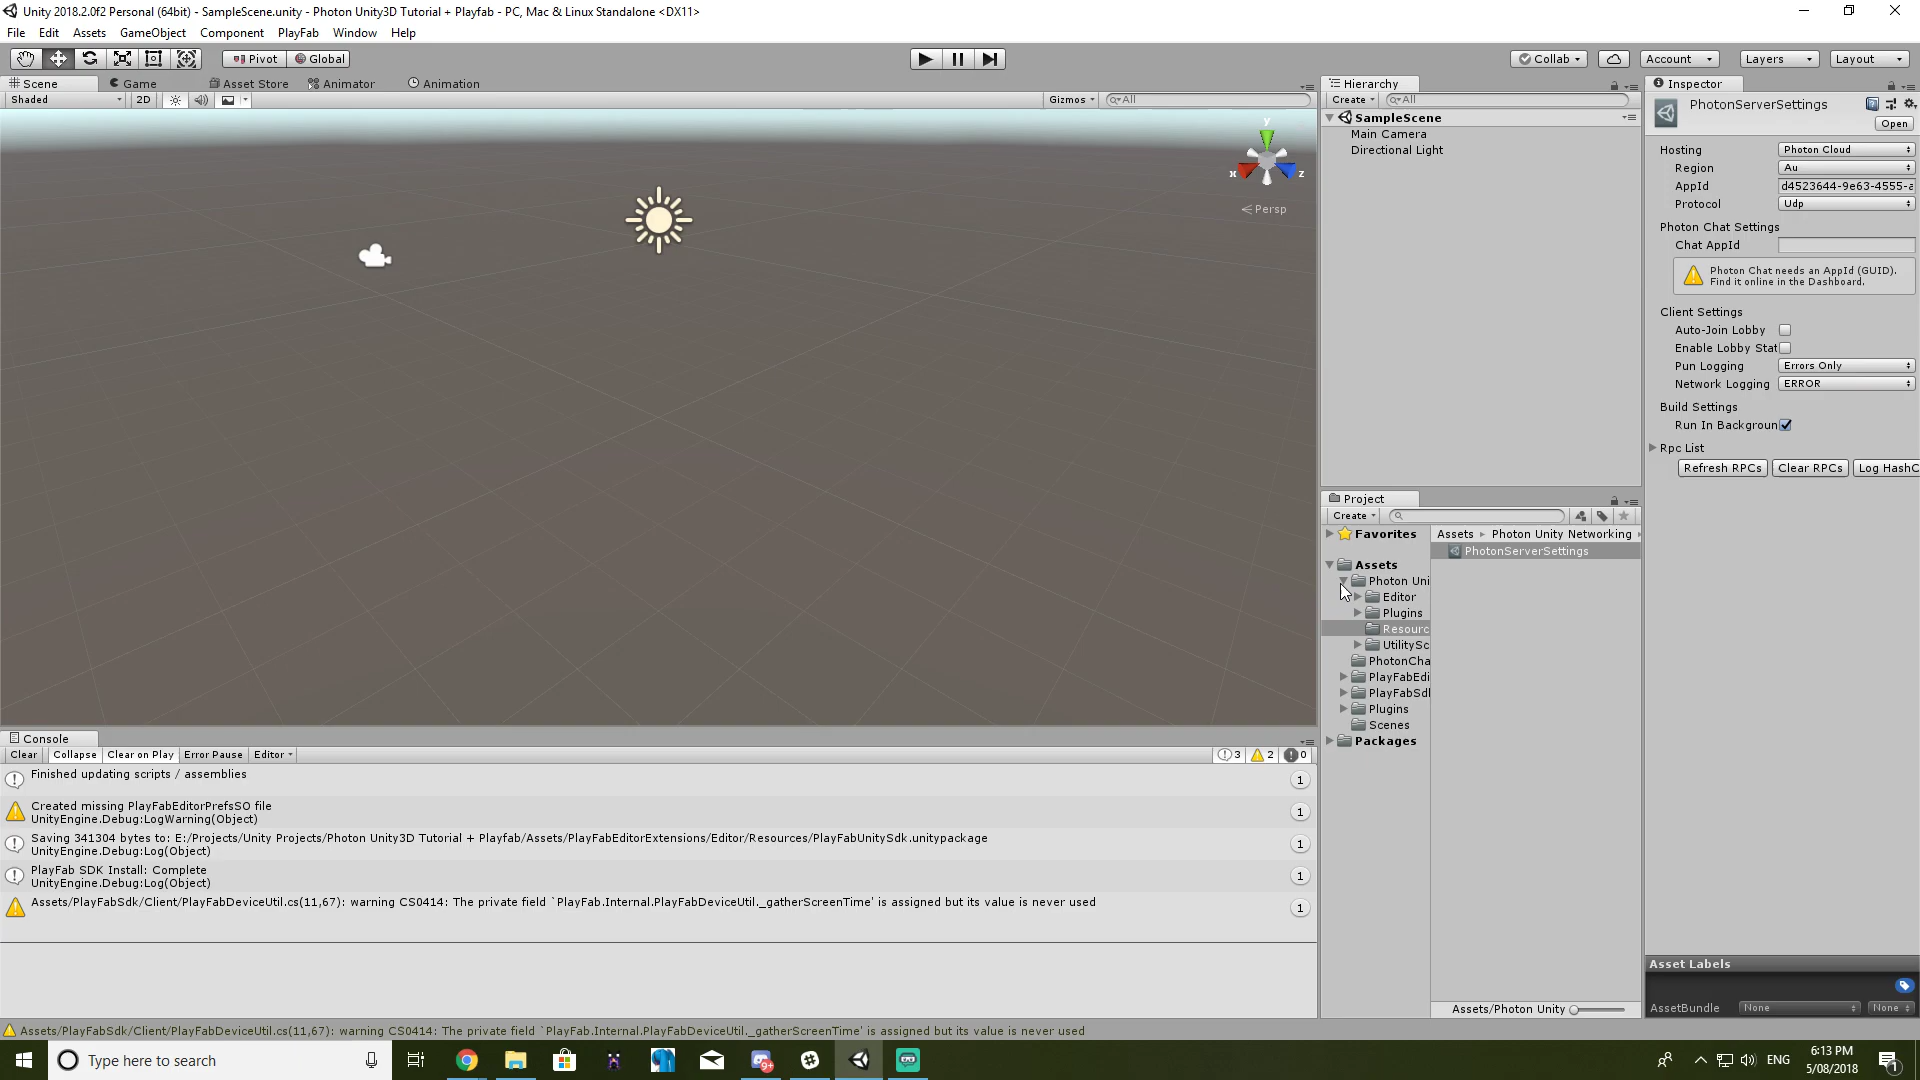 Unity 2018.2.0f2 Personal (64bit) - SampleScene.unity - Photon Unity3D Tutorial + Playfab - PC, Mac & Linux Standalone <DX11>
File Edit Assets GameObject Component PlayFab Window Help
Pivot Global Collab Account Layers Layout
Scene Game Asset Store Animator Animation
Shaded 2D Gizmos All
y
x z
Persp
Hierarchy
Create All
SampleScene
Main Camera
Directional Light
Inspector
PhotonServerSettings
Open
Hosting Photon Cloud
Region Au
AppId d4523644-9e63-4555-a
Protocol Udp
Photon Chat Settings
Chat AppId
Photon Chat needs an AppId (GUID).
Find it online in the Dashboard.
Client Settings
Auto-Join Lobby
Enable Lobby Stat
Pun Logging Errors Only
Network Logging ERROR
Build Settings
Run In Backgroun
Rpc List
Refresh RPCs Clear RPCs Log HashC
Project
Create
Favorites
Assets
Photon Uni
Editor
Plugins
Resourc
UtilitySc
PhotonCha
PlayFabEdi
PlayFabSdl
Plugins
Scenes
Packages
Assets Photon Unity Networking
PhotonServerSettings
Assets/Photon Unity
Asset Labels
AssetBundle None None
Console
Clear Collapse Clear on Play Error Pause Editor 3 2 0
Finished updating scripts / assemblies 1
Created missing PlayFabEditorPrefsSO file
UnityEngine.Debug:LogWarning(Object) 1
Saving 341304 bytes to: E:/Projects/Unity Projects/Photon Unity3D Tutorial + Playfab/Assets/PlayFabEditorExtensions/Editor/Resources/PlayFabUnitySdk.unitypackage
UnityEngine.Debug:Log(Object) 1
PlayFab SDK Install: Complete
UnityEngine.Debug:Log(Object) 1
Assets/PlayFabSdk/Client/PlayFabDeviceUtil.cs(11,67): warning CS0414: The private field `PlayFab.Internal.PlayFabDeviceUtil._gatherScreenTime' is assigned but its value is never used 1
Assets/PlayFabSdk/Client/PlayFabDeviceUtil.cs(11,67): warning CS0414: The private field `PlayFab.Internal.PlayFabDeviceUtil._gatherScreenTime' is assigned but its value is never used
Type here to search
9+
ENG
6:13 PM
5/08/2018
1